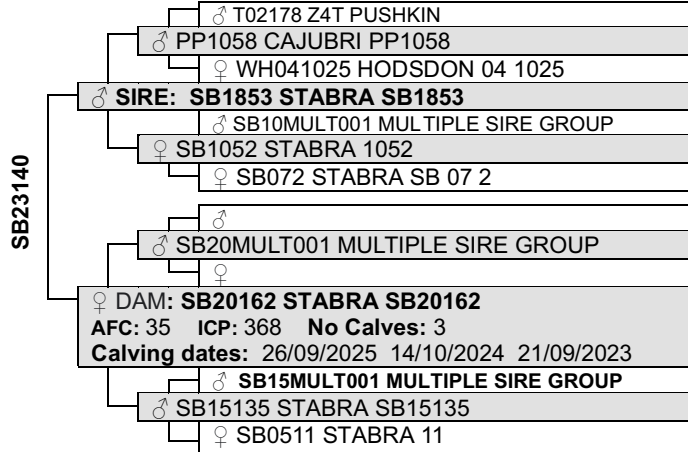 ♂ T02178 Z4T PUSHKIN
♂ PP1058 CAJUBRI PP1058
♀ WH041025 HODSDON 04 1025
♂ SIRE: SB1853 STABRA SB1853
♂ SB10MULT001 MULTIPLE SIRE GROUP
♀ SB1052 STABRA 1052
♀ SB072 STABRA SB 07 2
SB23140
♂
♂ SB20MULT001 MULTIPLE SIRE GROUP
♀
♀ DAM: SB20162 STABRA SB20162
AFC: 35 ICP: 368 No Calves: 3
Calving dates: 26/09/2025 14/10/2024 21/09/2023
♂ SB15MULT001 MULTIPLE SIRE GROUP
♂ SB15135 STABRA SB15135
♀ SB0511 STABRA 11